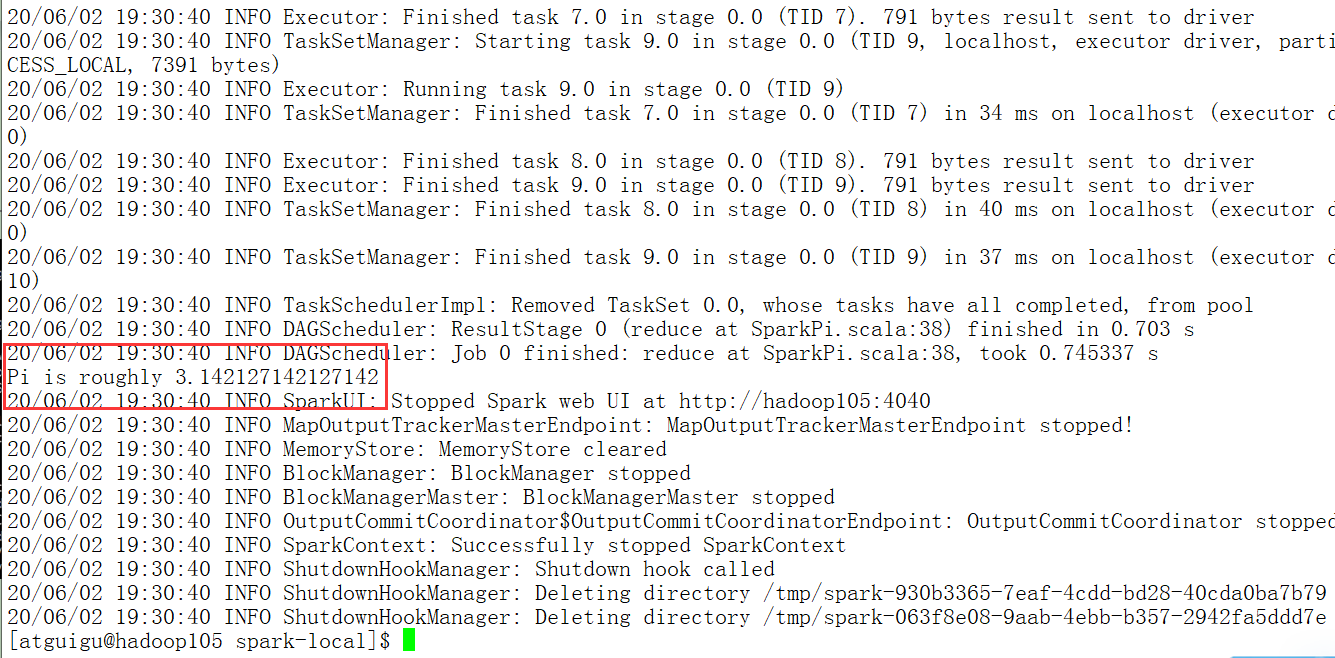 20/06/02 19:30:40 INFO Executor: Finished task 7.0 in stage 0.0 (TID 7). 791 bytes result sent to driver
20/06/02 19:30:40 INFO TaskSetManager: Starting task 9.0 in stage 0.0 (TID 9, localhost, executor driver, parti
CESS_LOCAL, 7391 bytes)
20/06/02 19:30:40 INFO Executor: Running task 9.0 in stage 0.0 (TID 9)
20/06/02 19:30:40 INFO TaskSetManager: Finished task 7.0 in stage 0.0 (TID 7) in 34 ms on localhost (executor d
0)
20/06/02 19:30:40 INFO Executor: Finished task 8.0 in stage 0.0 (TID 8). 791 bytes result sent to driver
20/06/02 19:30:40 INFO Executor: Finished task 9.0 in stage 0.0 (TID 9). 791 bytes result sent to driver
20/06/02 19:30:40 INFO TaskSetManager: Finished task 8.0 in stage 0.0 (TID 8) in 40 ms on localhost (executor d
0)
20/06/02 19:30:40 INFO TaskSetManager: Finished task 9.0 in stage 0.0 (TID 9) in 37 ms on localhost (executor d
10)
20/06/02 19:30:40 INFO TaskSchedulerImpl: Removed TaskSet 0.0, whose tasks have all completed, from pool
20/06/02 19:30:40 INFO DAGScheduler: ResultStage 0 (reduce at SparkPi.scala:38) finished in 0.703 s
20/06/02 19:30:40 INFO DAGScheduler: Job 0 finished: reduce at SparkPi.scala:38, took 0.745337 s
Pi is roughly 3.142127142127142
20/06/02 19:30:40 INFO SparkUI: Stopped Spark web UI at http://hadoop105:4040
20/06/02 19:30:40 INFO MapOutputTrackerMasterEndpoint: MapOutputTrackerMasterEndpoint stopped!
20/06/02 19:30:40 INFO MemoryStore: MemoryStore cleared
20/06/02 19:30:40 INFO BlockManager: BlockManager stopped
20/06/02 19:30:40 INFO BlockManagerMaster: BlockManagerMaster stopped
20/06/02 19:30:40 INFO OutputCommitCoordinator$OutputCommitCoordinatorEndpoint: OutputCommitCoordinator stopped
20/06/02 19:30:40 INFO SparkContext: Successfully stopped SparkContext
20/06/02 19:30:40 INFO ShutdownHookManager: Shutdown hook called
20/06/02 19:30:40 INFO ShutdownHookManager: Deleting directory /tmp/spark-930b3365-7eaf-4cdd-bd28-40cda0ba7b79
20/06/02 19:30:40 INFO ShutdownHookManager: Deleting directory /tmp/spark-063f8e08-9aab-4ebb-b357-2942fa5ddd7e
[atguigu@hadoop105 spark-local]$